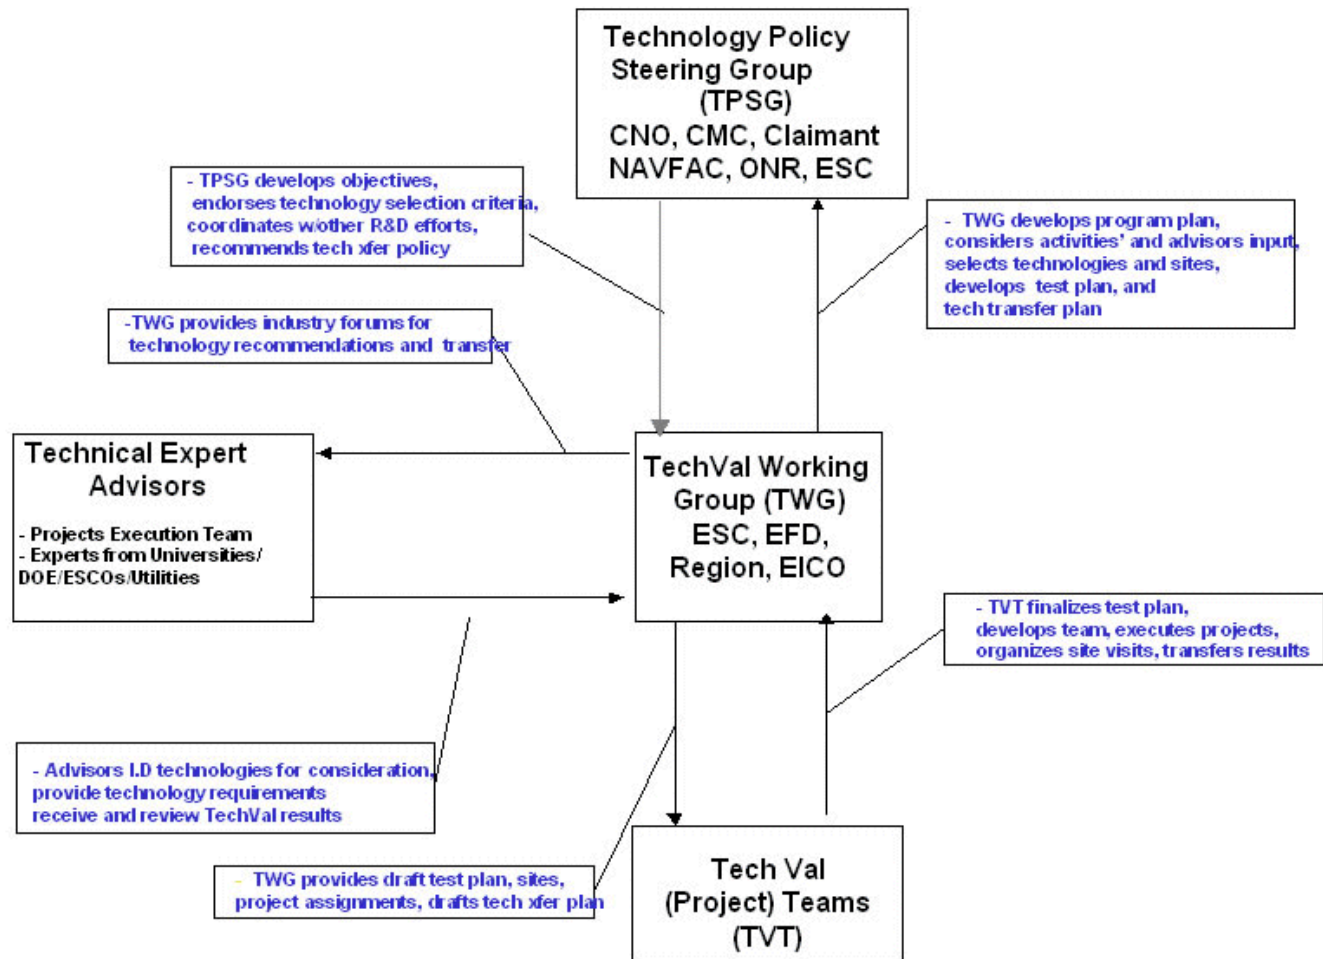 Technology Policy
Steering Group
(TPSG)
CNO, CMC, Claimant
NAVFAC, ONR, ESC
- TPSG develops objectives,
endorses technology selection criteria,
coordinates w/other R&D efforts,
recommends tech xfer policy
- TWG develops program plan,
considers activities' and advisors input,
selects technologies and sites,
develops test plan, and
tech transfer plan
-TWG provides industry forums for
technology recommendations and transfer
Technical Expert
Advisors
- Projects Execution Team
- Experts from Universities/
DOE/ESCOs/Utilities
TechVal Working
Group (TWG)
ESC, EFD,
Region, EICO
- TVT finalizes test plan,
develops team, executes projects,
organizes site visits, transfers results
- Advisors I.D technologies for consideration,
provide technology requirements
receive and review TechVal results
- TWG provides draft test plan, sites,
project assignments, drafts tech xfer plan
Tech Val
(Project) Teams
(TVT)